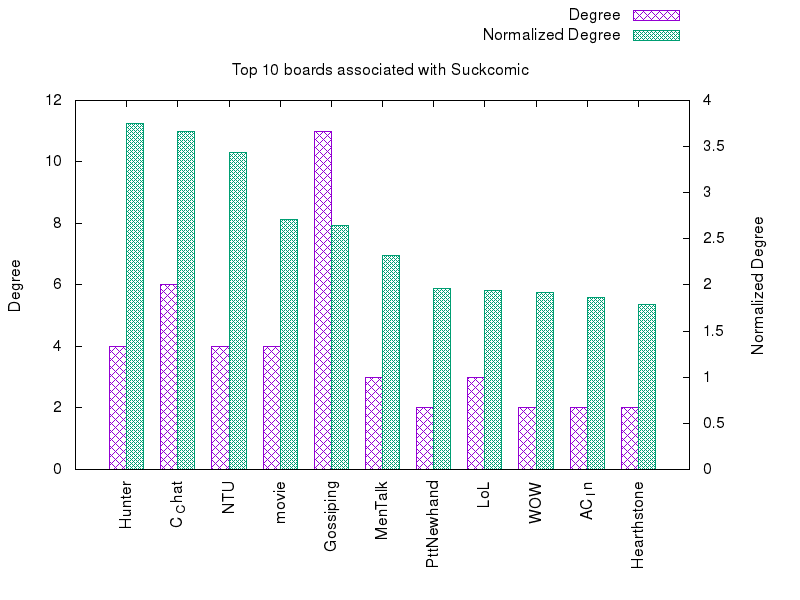 Degree
Normalized Degree
Top 10 boards associated with Suckcomic
12
10
8
6
4
2
0
4
3.5
3
2.5
2
1.5
1
0.5
0
Degree
Normalized Degree
Hunter
CChat
NTU
movie
Gossiping
MenTalk
PttNewhand
LoL
WOW
ACIn
Hearthstone